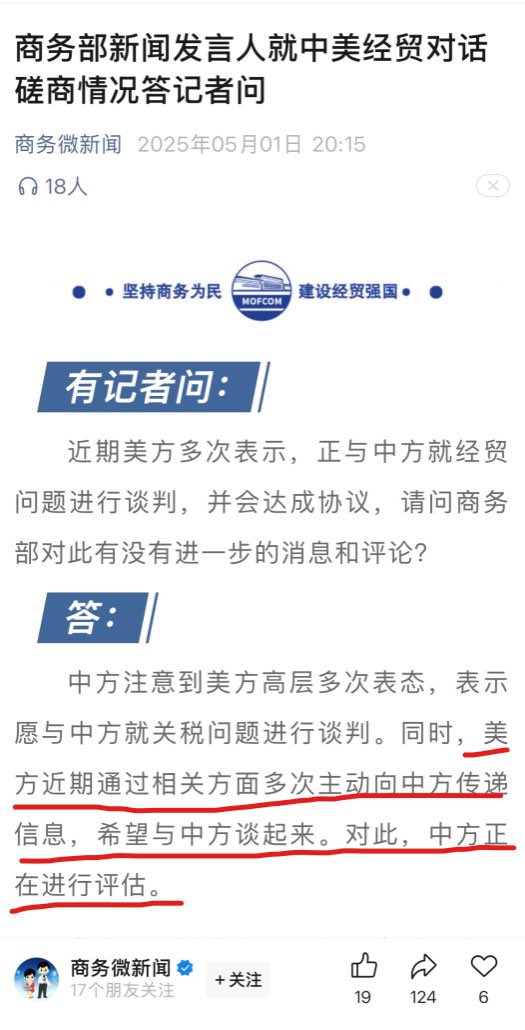 商务部新闻发言人就中美经贸对话
磋商情况答记者问
商务微新闻 2025年05月01日 20:15
18人
坚持商务为民 MOFCOM 建设经贸强国
有记者问：
近期美方多次表示，正与中方就经贸
问题进行谈判，并会达成协议，请问商务
部对此有没有进一步的消息和评论？
答：
中方注意到美方高层多次表态，表示
愿与中方就关税问题进行谈判。同时，美
方近期通过相关方面多次主动向中方传递
信息，希望与中方谈起来。对此，中方正
在进行评估。
商务微新闻
17个朋友关注
+关注
19 124 6